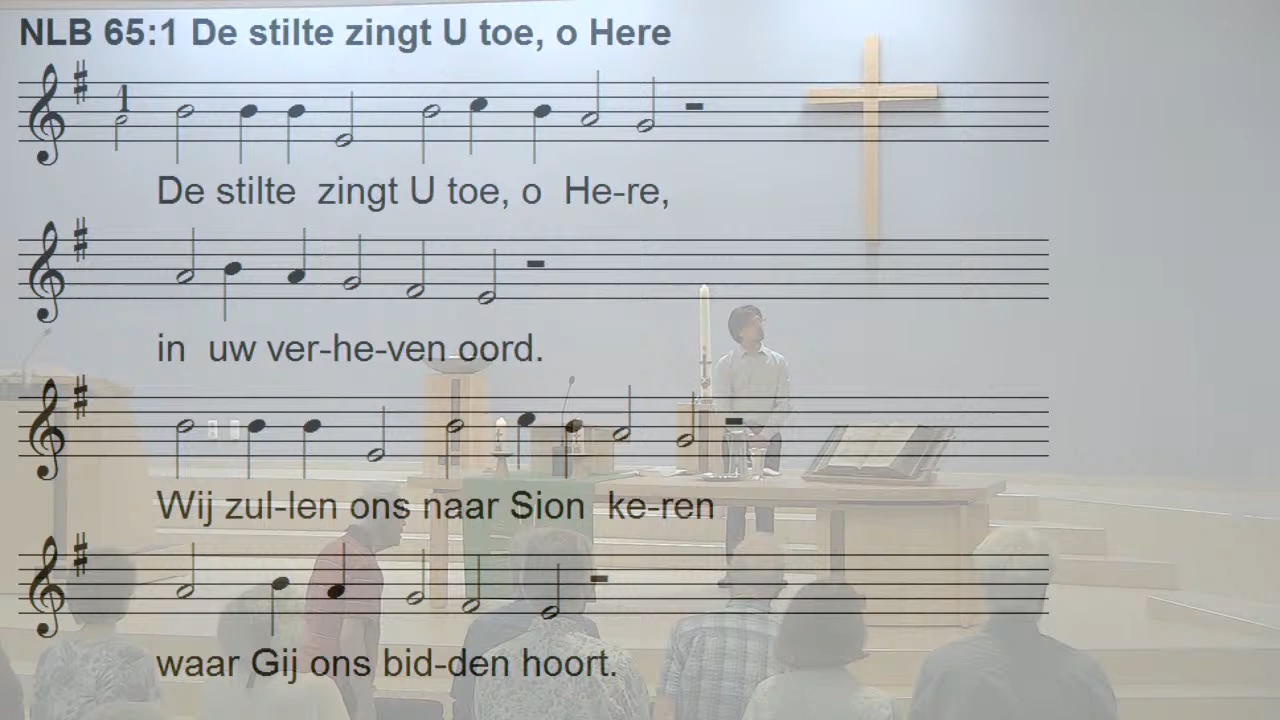 NLB 65:1 De stilte zingt U toe, o Here
1
De stilte zingt U toe, o He-re,
in uw ver-he-ven oord.
Wij zul-len ons naar Sion ke-ren
waar Gij ons bid-den hoort.